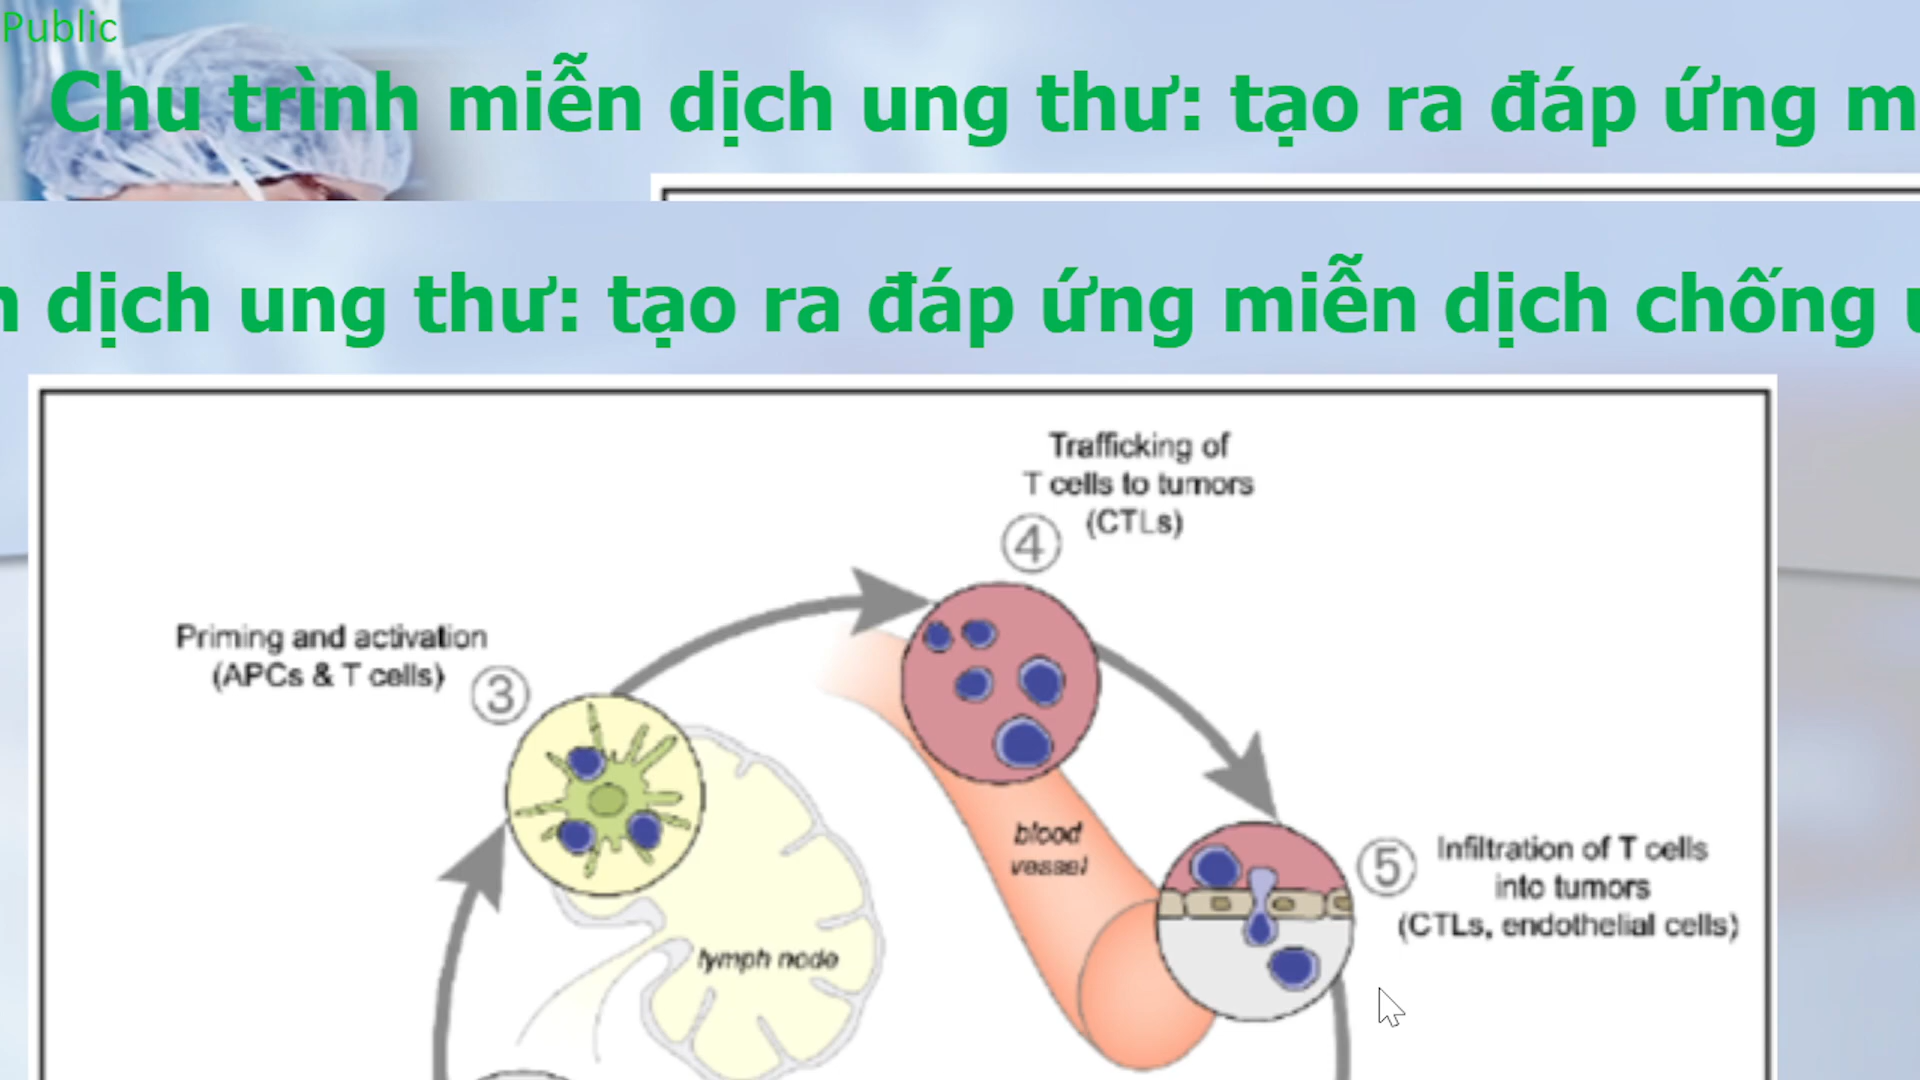 Public
Chu trình miễn dịch ung thư: tạo ra đáp ứng m
dịch ung thư: tạo ra đáp ứng miễn dịch chống
Trafficking of
T cells to tumors
(CTLs)
4
Priming and activation
(APCs & T cells)
3
blood
vessel
5
Infiltration of T cells
into tumors
(CTLs, endothelial cells)
lymph node